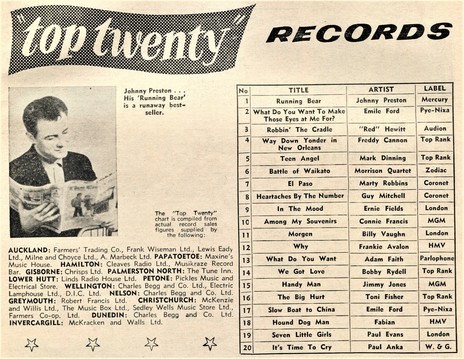 "top twenty" RECORDS
Johnny Preston . . .
His 'Running Bear'
is a runaway best-
seller.
The "Top Twenty"
chart is compiled from
actual record sales
figures supplied by
the following:
AUCKLAND: Farmers' Trading Co., Frank Wiseman Ltd., Lewis Eady
Ltd., Milne and Choyce Ltd., A. Marbeck Ltd. PAPATOETOE: Maxine's
Music House. HAMILTON: Cleaves Radio Ltd., Musikraze Record
Bar. GISBORNE: Chrisps Ltd. PALMERSTON NORTH: The Tune Inn.
LOWER HUTT: Linds Radio House Ltd. PETONE: Pickles Music and
Electrical Store. WELLINGTON: Charles Begg and Co. Ltd., Electric
Lamphouse Ltd., D.I.C. Ltd. NELSON: Charles Begg and Co. Ltd.
GREYMOUTH: Robert Francis Ltd. CHRISTCHURCH: McKenzie
and Willis Ltd., The Music Box Ltd., Sedley Wells Music Store Ltd.,
Farmers Co-op. Ltd. DUNEDIN: Charles Begg and Co. Ltd.
INVERCARGILL: McKracken and Walls Ltd.
No TITLE ARTIST LABEL
1 Running Bear Johnny Preston Mercury
2 What Do You Want To Make Those Eyes at Me For? Emile Ford Pye-Nixa
3 Robbin' The Cradle "Red" Hewitt Audion
4 Way Down Yonder in New Orleans Freddy Cannon Top Rank
5 Teen Angel Mark Dinning Top Rank
6 Battle of Waikato Morrison Quartet Zodiac
7 El Paso Marty Robbins Coronet
8 Heartaches By The Number Guy Mitchell Coronet
9 In The Mood Ernie Fields London
10 Among My Souvenirs Connie Francis MGM
11 Morgen Billy Vaughn London
12 Why Frankie Avalon HMV
13 What Do You Want Adam Faith Parlophone
14 We Got Love Bobby Rydell Top Rank
15 Handy Man Jimmy Jones MGM
16 The Big Hurt Toni Fisher Top Rank
17 Slow Boat to China Emile Ford Pye-Nixa
18 Hound Dog Man Fabian HMV
19 Seven Little Girls Paul Evans London
20 It's Time To Cry Paul Anka W. & G.